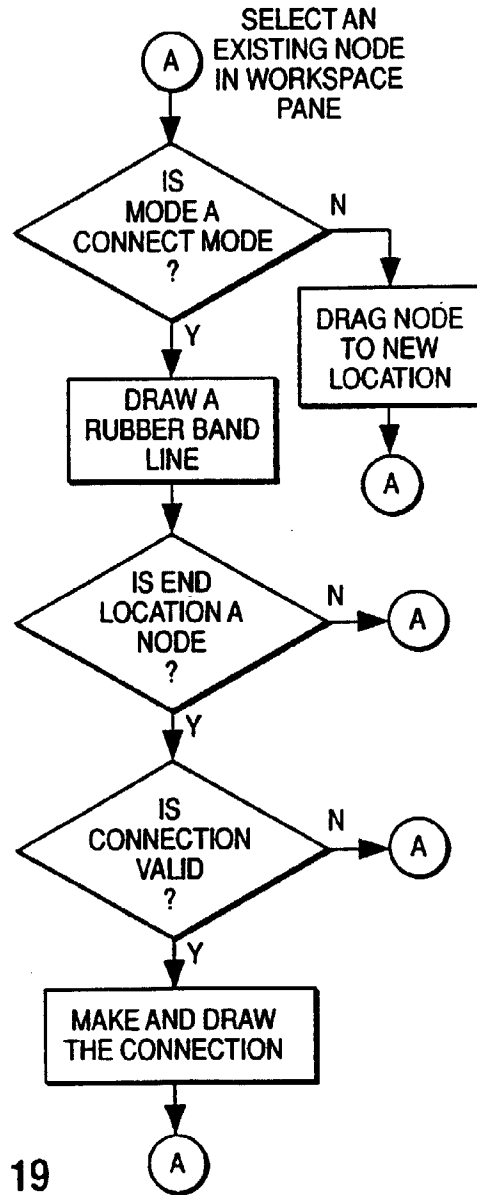 SELECT AN
EXISTING NODE
IN WORKSPACE
PANE
A
IS
MODE A
CONNECT MODE
?
N
Y
DRAG NODE
TO NEW
LOCATION
A
DRAW A
RUBBER BAND
LINE
IS END
LOCATION A
NODE
?
N
A
Y
IS
CONNECTION
VALID
?
N
A
Y
MAKE AND DRAW
THE CONNECTION
A
19